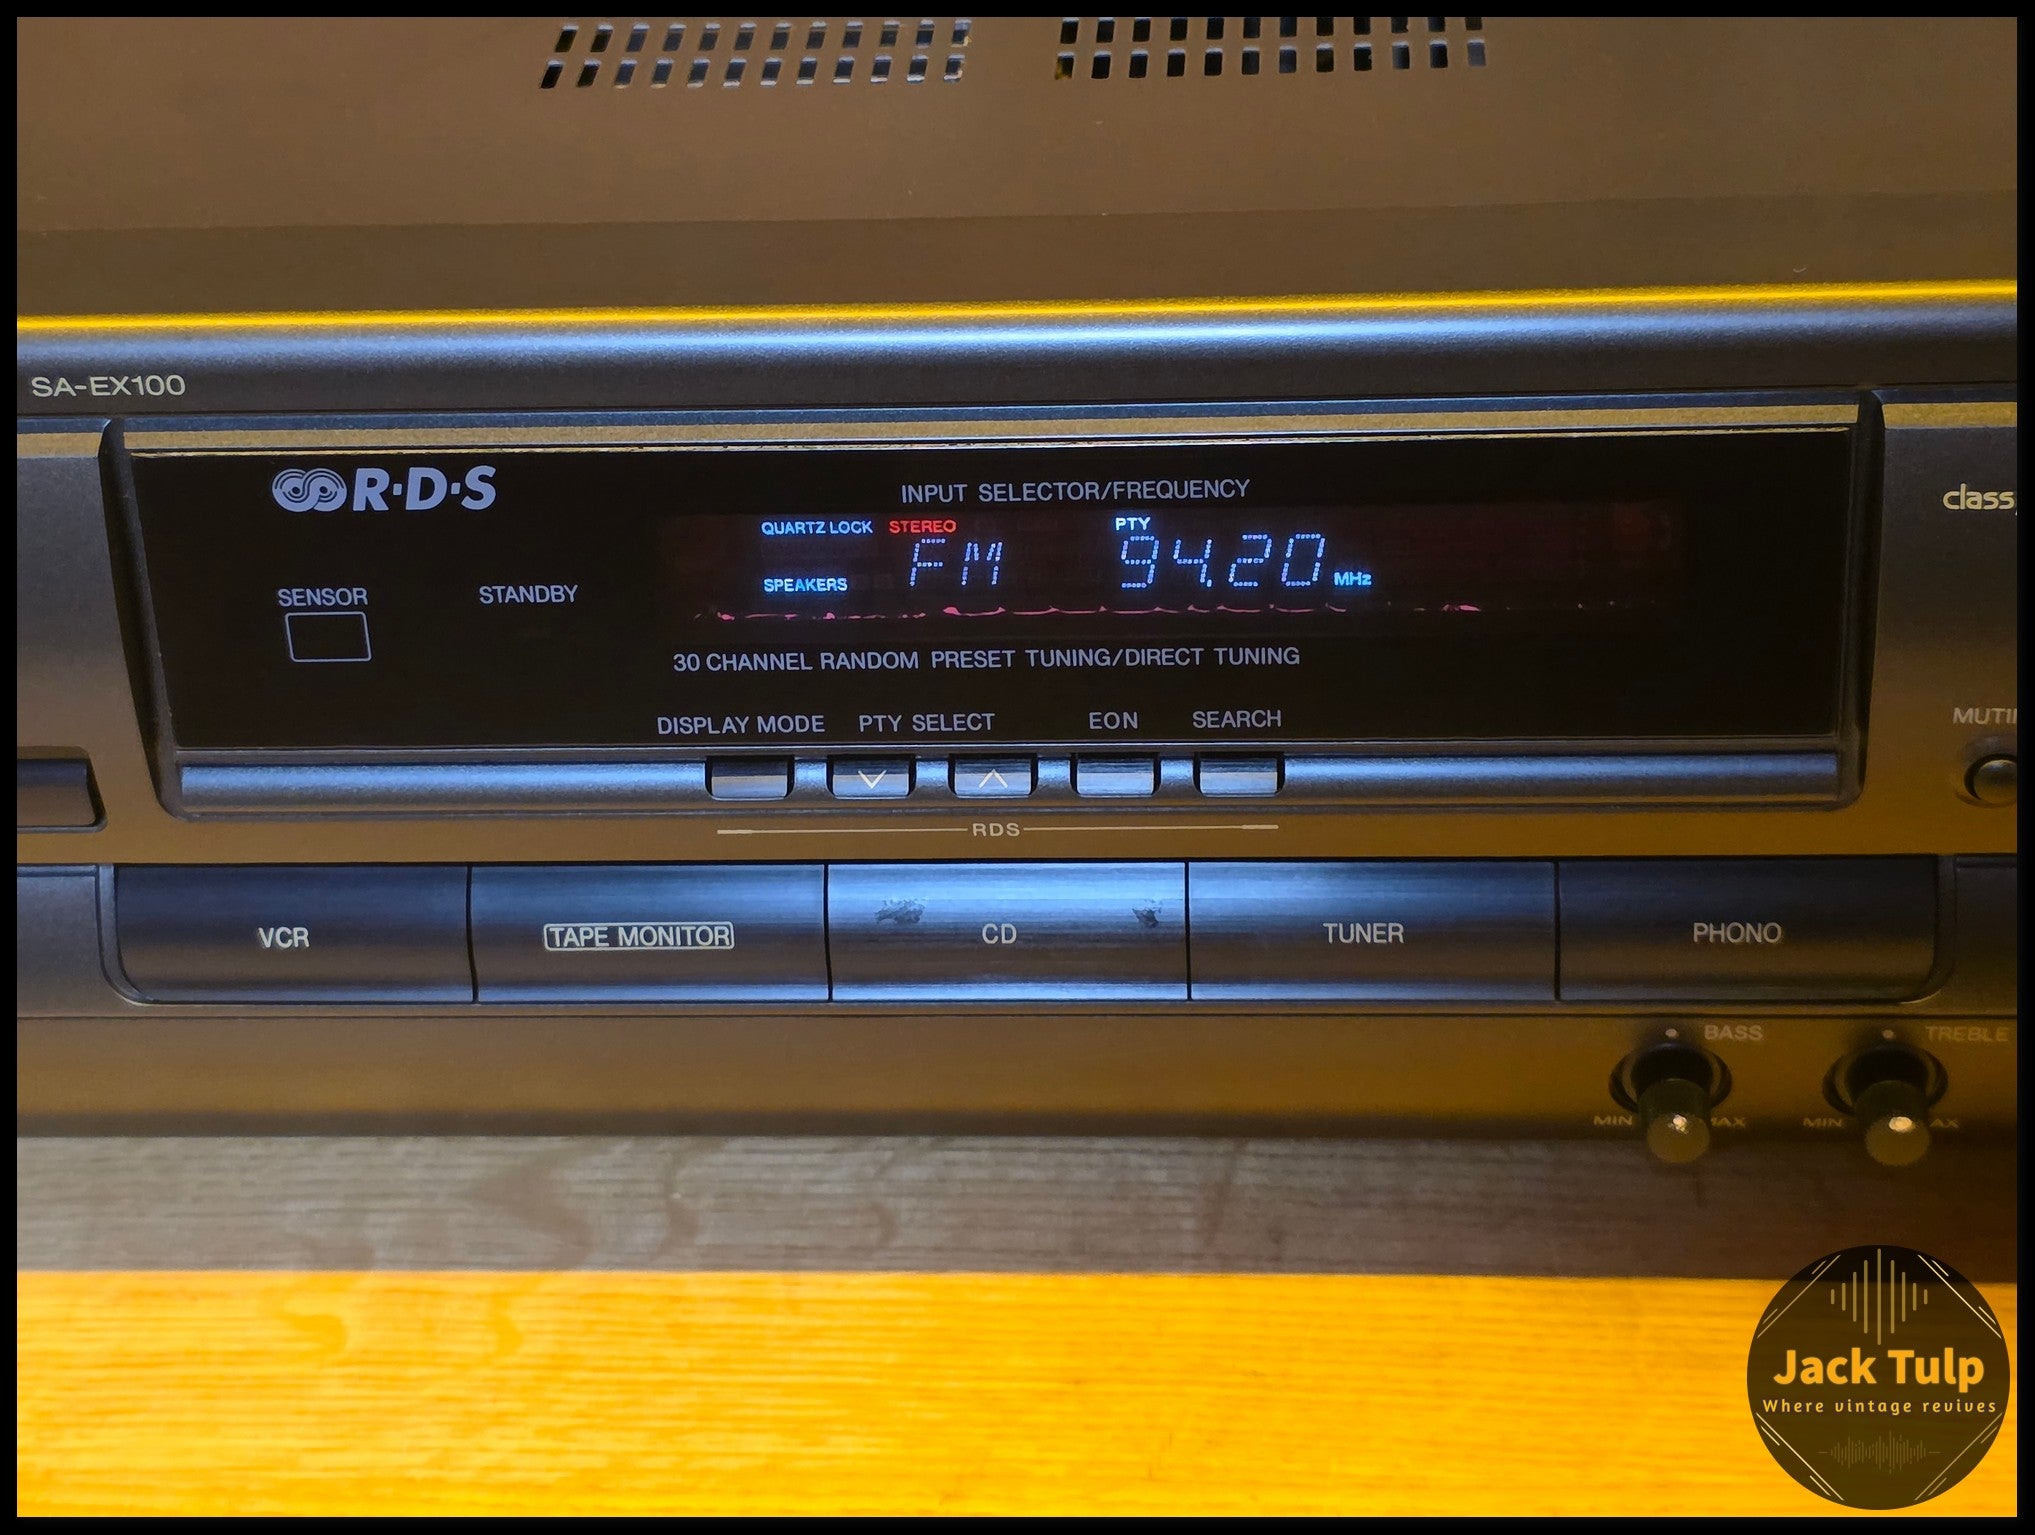 SA-EX100
R·D·S
INPUT SELECTOR/FREQUENCY
class
QUARTZ LOCK STEREO PTY
FM 94.20 MHz
SPEAKERS
SENSOR STANDBY
30 CHANNEL RANDOM PRESET TUNING/DIRECT TUNING
DISPLAY MODE PTY SELECT EON SEARCH
RDS
VCR TAPE MONITOR CD TUNER PHONO
BASS TREBLE
MIN MIN
Jack Tulp
Where vintage revives